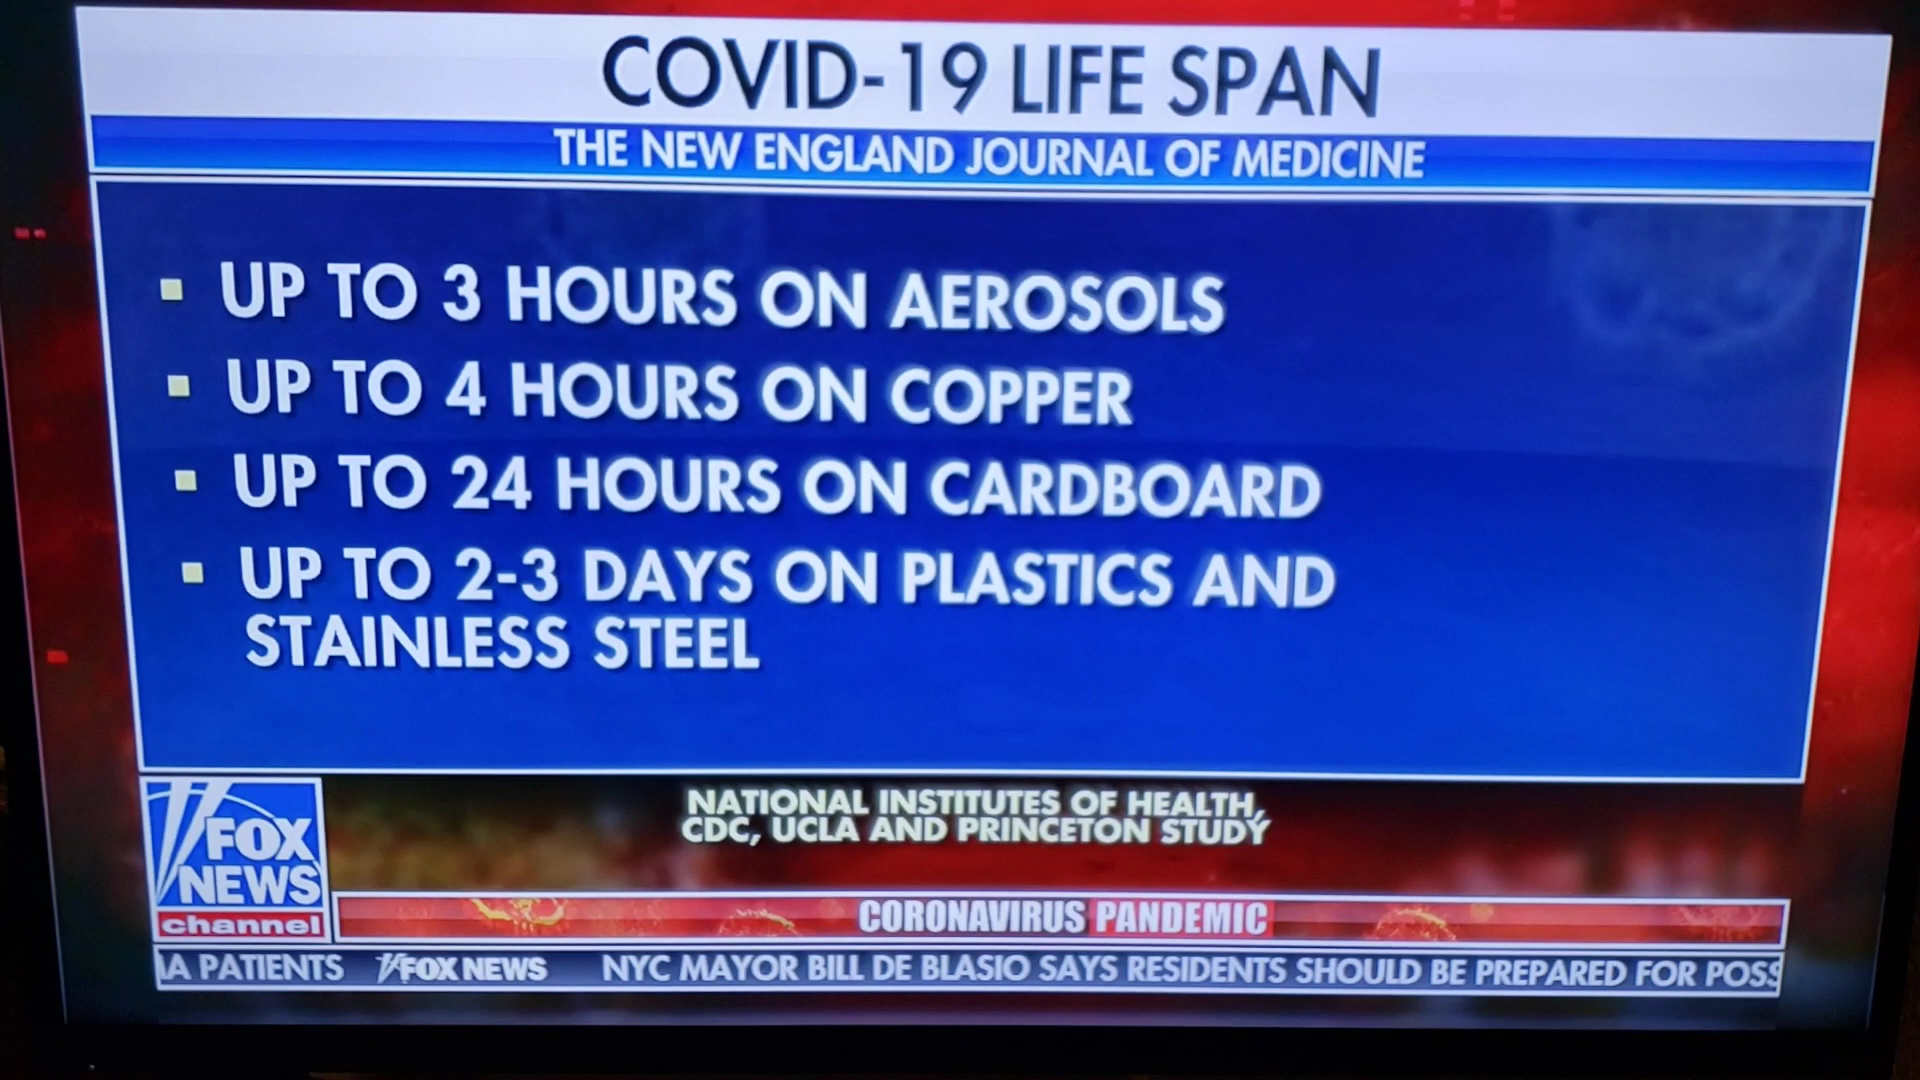 COVID-19 LIFE SPAN
THE NEW ENGLAND JOURNAL OF MEDICINE
▪ UP TO 3 HOURS ON AEROSOLS
▪ UP TO 4 HOURS ON COPPER
▪ UP TO 24 HOURS ON CARDBOARD
▪ UP TO 2-3 DAYS ON PLASTICS AND
STAINLESS STEEL
NATIONAL INSTITUTES OF HEALTH,
CDC, UCLA AND PRINCETON STUDY
FOX
NEWS
channel
CORONAVIRUS PANDEMIC
PATIENTS FOX NEWS NYC MAYOR BILL DE BLASIO SAYS RESIDENTS SHOULD BE PREPARED FOR